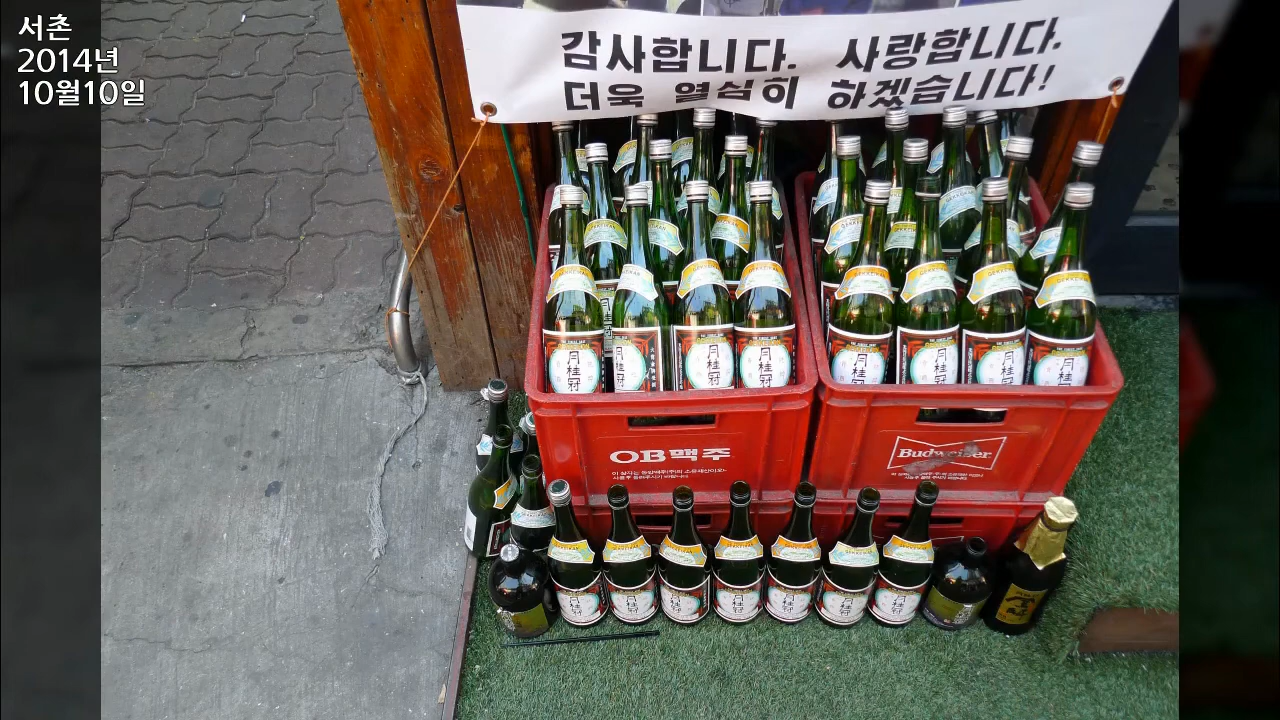 서촌
2014년
10월10일
감사합니다. 사랑합니다.
더욱 열심히 하겠습니다!
GEKKEIKAN
月桂冠
OB맥주
Budweiser